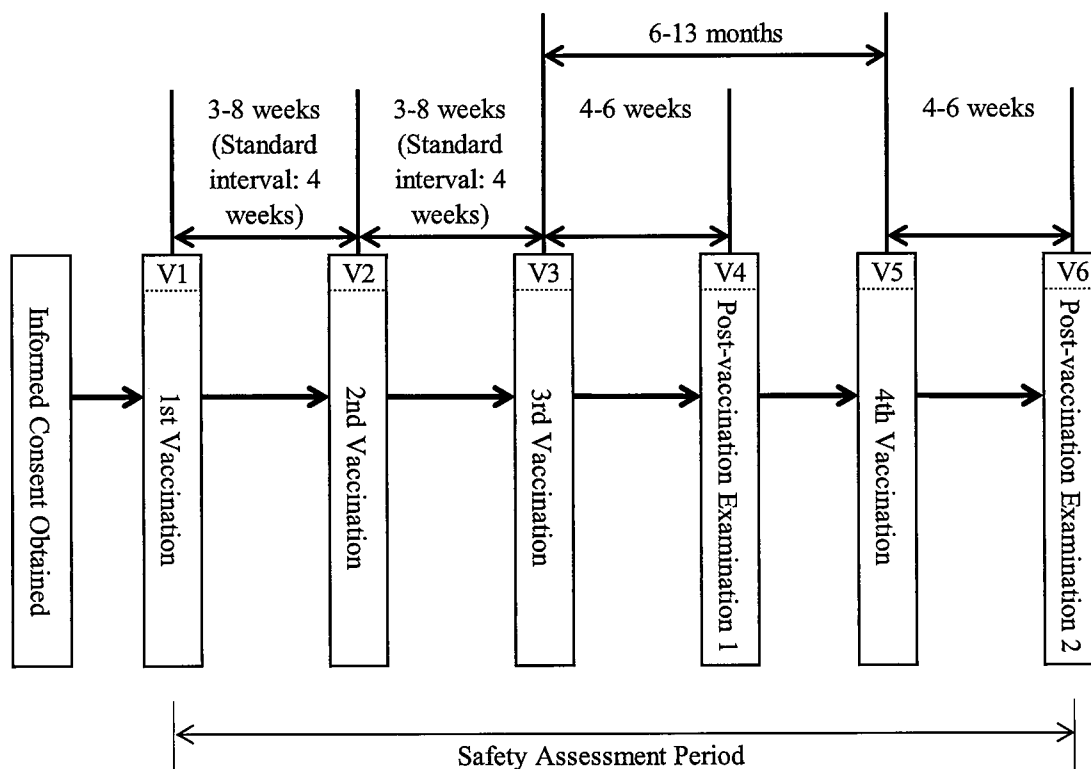 6-13 months
3-8 weeks
(Standard
interval: 4
weeks)
3-8 weeks
(Standard
interval: 4
weeks)
4-6 weeks
4-6 weeks
Informed Consent Obtained
V1
1st Vaccination
V2
2nd Vaccination
V3
3rd Vaccination
V4
Post-vaccination Examination 1
V5
4th Vaccination
V6
Post-vaccination Examination 2
Safety Assessment Period